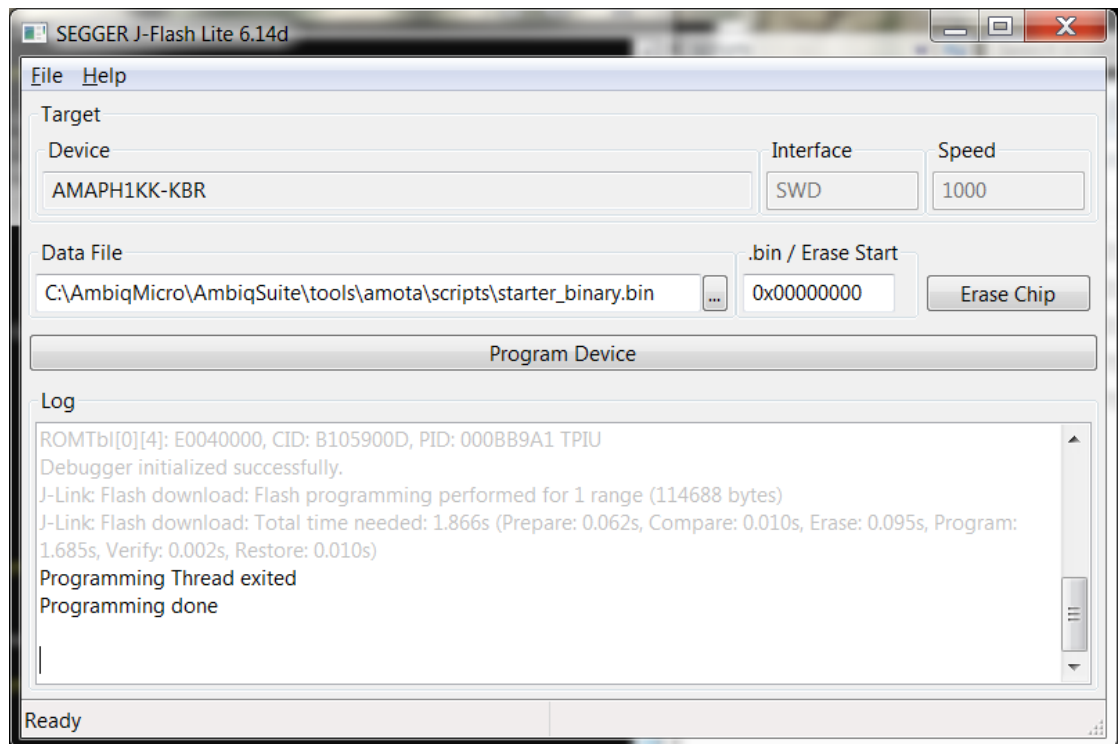 SEGGER J-Flash Lite 6.14d
File Help
Target
Device
Interface
Speed
AMAPH1KK-KBR
SWD
1000
Data File
.bin / Erase Start
C:\AmbiqMicro\AmbiqSuite\tools\amota\scripts\starter_binary.bin
...
0x00000000
Erase Chip
Program Device
Log
ROMTbl[0][4]: E0040000, CID: B105900D, PID: 000BB9A1 TPIU
Debugger initialized successfully.
J-Link: Flash download: Flash programming performed for 1 range (114688 bytes)
J-Link: Flash download: Total time needed: 1.866s (Prepare: 0.062s, Compare: 0.010s, Erase: 0.095s, Program:
1.685s, Verify: 0.002s, Restore: 0.010s)
Programming Thread exited
Programming done
Ready